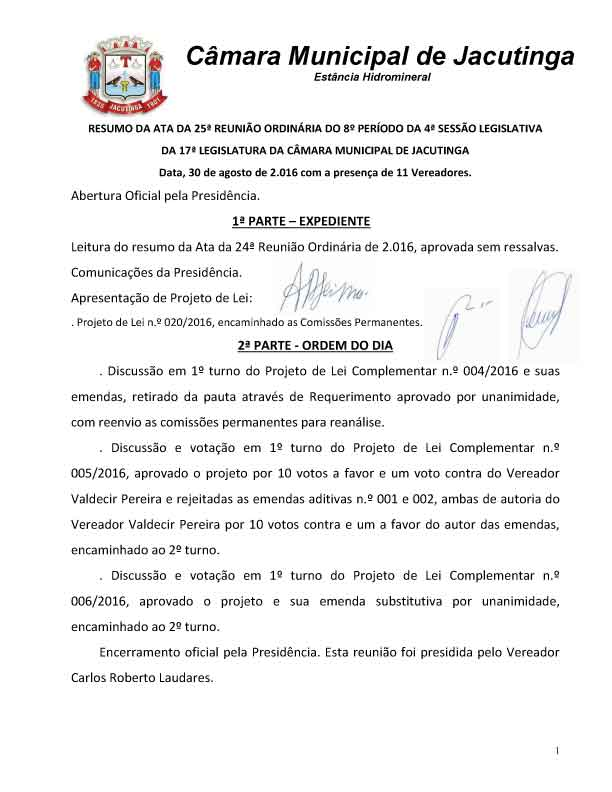 Câmara Municipal de Jacutinga
Estância Hidromineral
1835 JACUTINGA 1901
RESUMO DA ATA DA 25ª REUNIÃO ORDINÁRIA DO 8º PERÍODO DA 4ª SESSÃO LEGISLATIVA
DA 17ª LEGISLATURA DA CÂMARA MUNICIPAL DE JACUTINGA
Data, 30 de agosto de 2.016 com a presença de 11 Vereadores.
Abertura Oficial pela Presidência.
1ª PARTE – EXPEDIENTE
Leitura do resumo da Ata da 24ª Reunião Ordinária de 2.016, aprovada sem ressalvas.
Comunicações da Presidência.
Apresentação de Projeto de Lei:
. Projeto de Lei n.º 020/2016, encaminhado as Comissões Permanentes.
2ª PARTE - ORDEM DO DIA
. Discussão em 1º turno do Projeto de Lei Complementar n.º 004/2016 e suas
emendas, retirado da pauta através de Requerimento aprovado por unanimidade,
com reenvio as comissões permanentes para reanálise.
. Discussão e votação em 1º turno do Projeto de Lei Complementar n.º
005/2016, aprovado o projeto por 10 votos a favor e um voto contra do Vereador
Valdecir Pereira e rejeitadas as emendas aditivas n.º 001 e 002, ambas de autoria do
Vereador Valdecir Pereira por 10 votos contra e um a favor do autor das emendas,
encaminhado ao 2º turno.
. Discussão e votação em 1º turno do Projeto de Lei Complementar n.º
006/2016, aprovado o projeto e sua emenda substitutiva por unanimidade,
encaminhado ao 2º turno.
Encerramento oficial pela Presidência. Esta reunião foi presidida pelo Vereador
Carlos Roberto Laudares.
1